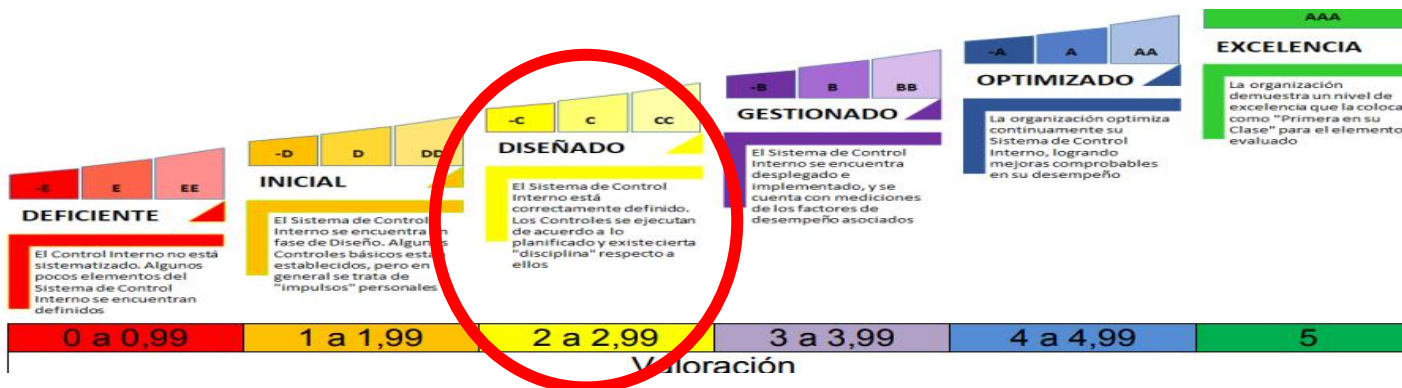 -E E EE
DEFICIENTE
El Control Interno no está
sistematizado. Algunos
pocos elementos del
Sistema de Control
Interno se encuentran
definidos
-D D DD
INICIAL
El Sistema de Control
Interno se encuentra en
fase de Diseño. Algunos
Controles básicos están
establecidos, pero en
general se trata de
"impulsos" personales
-C C CC
DISEÑADO
El Sistema de Control
Interno está
correctamente definido.
Los Controles se ejecutan
de acuerdo a lo
planificado y existe cierta
"disciplina" respecto a
ellos
-B B BB
GESTIONADO
El Sistema de Control
Interno se encuentra
desplegado e
implementado, y se
cuenta con mediciones
de los factores de
desempeño asociados
-A A AA
OPTIMIZADO
La organización optimiza
continuamente su
Sistema de Control
Interno, logrando
mejoras comprobables
en su desempeño
AAA
EXCELENCIA
La organización
demuestra un nivel de
excelencia que la coloca
como "Primera en su
Clase" para el elemento
evaluado
0 a 0,99 1 a 1,99 2 a 2,99 3 a 3,99 4 a 4,99 5
Valoración